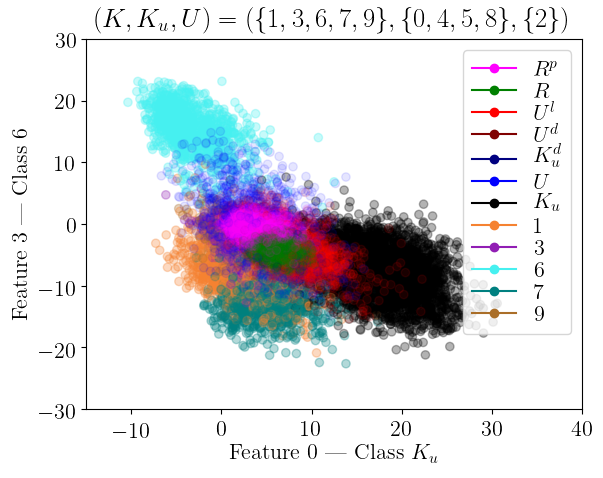 (K, K_u, U) = ({1, 3, 6, 7, 9}, {0, 4, 5, 8}, {2})
30
20
10
0
−10
−20
−30
Feature 3 — Class 6
R^p
R
U^l
U^d
K_u^d
U
K_u
1
3
6
7
9
−10 0 10 20 30 40
Feature 0 — Class K_u